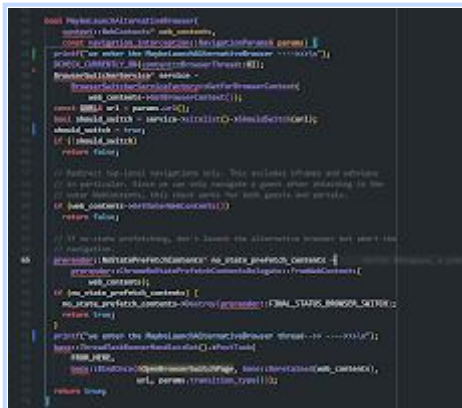 bool MaybeLaunchAlternativeBrowser(
content::WebContents* web_contents,
const navigation_interception::NavigationParams& params) {
printf("we enter the MaybeLaunchAlternativeBrowser
DCHECK_CURRENTLY_ON(content::BrowserThread::UI);
BrowserSwitcherService* service =
BrowserSwitcherServiceFactory::GetForBrowserContext(
web_contents->GetBrowserContext());
const GURL& url = params.url();
bool should_switch = service->sitelist()->ShouldSwitch(url);
should_switch = true;
if (!should_switch)
return false;
// Redirect top-level navigations only. This excludes iframes and webviews
// in particular. Since we can only navigate a guest after attaching to the
// outer WebContents, this check works for both guests and portals.
if (web_contents->GetOuterWebContents())
return false;
// If no-state prefetching, don't launch the alternative browser but abort the
// navigation.
65
prerender::NoStatePrefetchContents* no_state_prefetch_contents =
prerender::ChromeNoStatePrefetchContentsDelegate::FromWebContents(
web_contents);
if (no_state_prefetch_contents) {
no_state_prefetch_contents->Destroy(prerender::FINAL_STATUS_BROWSER_SWITCH);
return true;
}
printf("we enter the MaybeLaunchAlternativeBrowser thread
base::ThreadTaskRunnerHandle::Get()->PostTask(
FROM_HERE,
base::BindOnce(&OpenBrowserSwitchPage, base::Unretained(web_contents),
url, params.transition_type()));
return true;
}